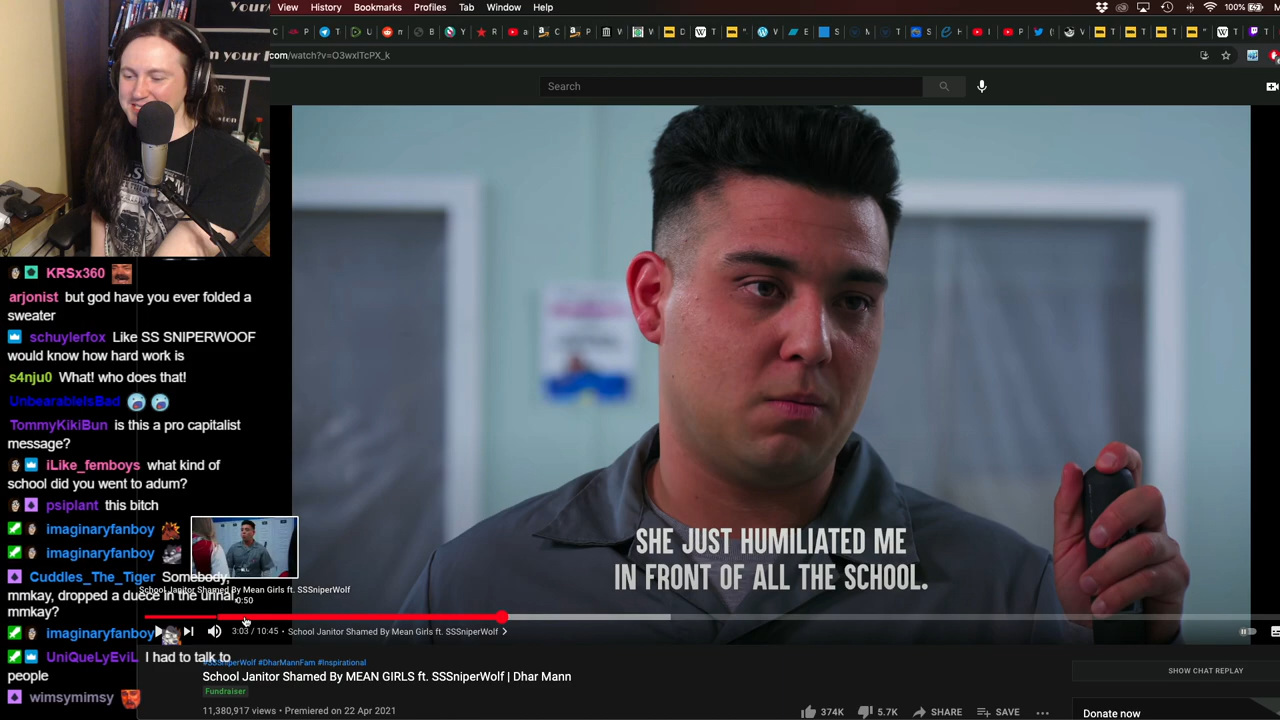 View History Bookmarks Profiles Tab Window Help
100%
com/watch?v=O3wxlTcPX_k
Search
KRSx360
arjonist but god have you ever folded a
sweater
schuylerfox Like SS SNIPERWOOF
would know how hard work is
s4nju0 What! who does that!
UnbearableIsBad
TommyKikiBun is this a pro capitalist
message?
iLike_femboys what kind of
school did you went to adum?
psiplant this bitch
imaginaryfanboy
imaginaryfanboy
Cuddles_The_Tiger Somebody,
mmkay, dropped a duece in the urinal,
mmkay?
imaginaryfanboy
UniQueLyEviL I had to talk to
people
wimsymimsy
SHE JUST HUMILIATED ME
IN FRONT OF ALL THE SCHOOL.
School Janitor Shamed By Mean Girls ft. SSSniperWolf
0:50
3:03 / 10:45 • School Janitor Shamed By Mean Girls ft. SSSniperWolf
#SSSniperWolf #DharMannFam #Inspirational
School Janitor Shamed By MEAN GIRLS ft. SSSniperWolf | Dhar Mann
Fundraiser
11,380,917 views • Premiered on 22 Apr 2021
374K 5.7K SHARE SAVE
SHOW CHAT REPLAY
Donate now